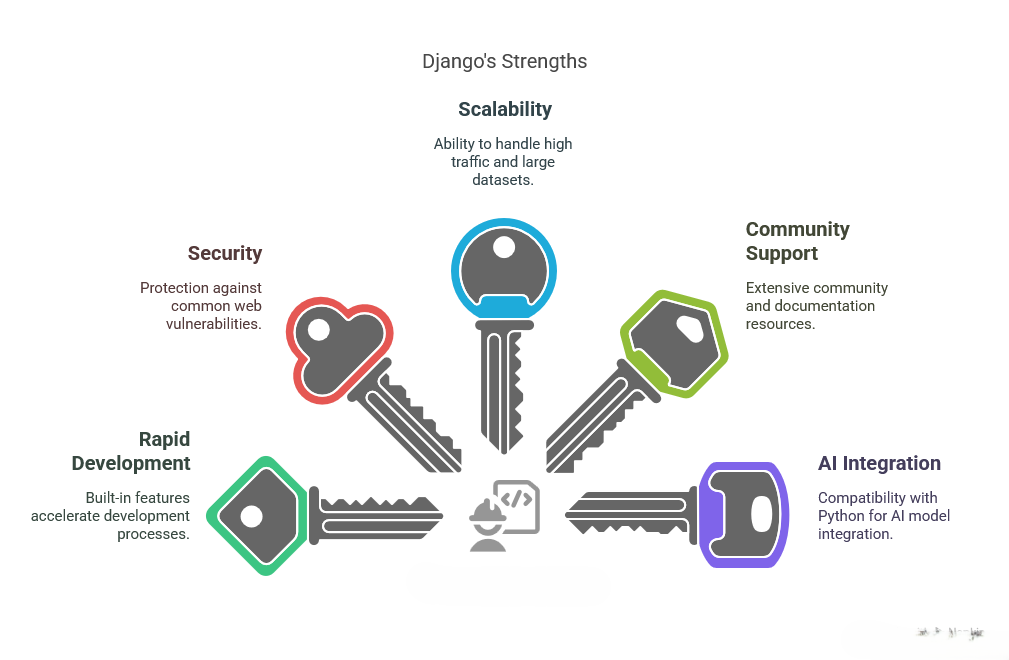 Django's Strengths
Scalability
Ability to handle high
traffic and large
datasets.
Security
Protection against
common web
vulnerabilities.
Community
Support
Extensive community
and documentation
resources.
Rapid
Development
Built-in features
accelerate development
processes.
</>
AI Integration
Compatibility with
Python for AI model
integration.